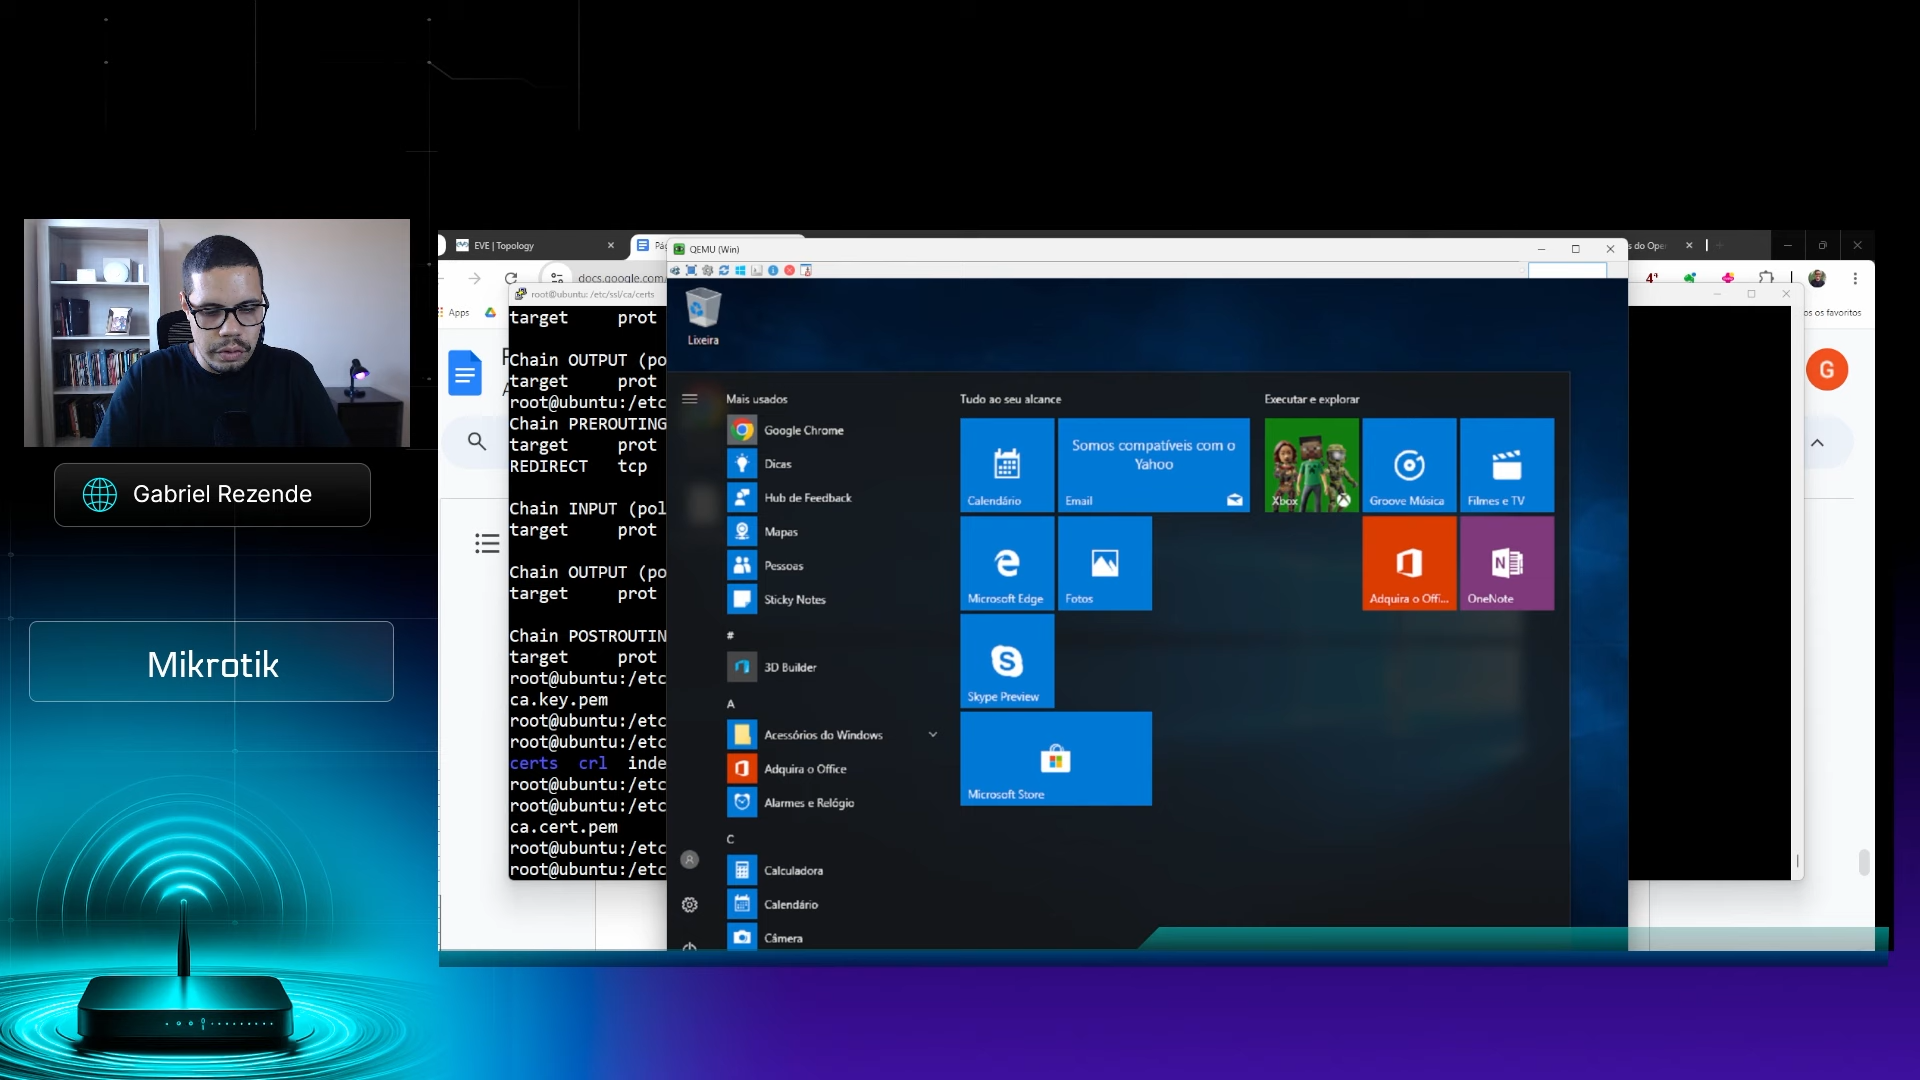 EVE | Topology
Pág
QEMU (Win)
s do Ope
docs.google.com
Apps
os os favoritos
root@ubuntu: /etc/ssl/ca/certs
target prot
Chain OUTPUT (po
target prot
root@ubuntu:/etc
Chain PREROUTING
target prot
REDIRECT tcp
Chain INPUT (pol
target prot
Chain OUTPUT (po
target prot
Chain POSTROUTIN
target prot
root@ubuntu:/etc
ca.key.pem
root@ubuntu:/etc
root@ubuntu:/etc
certs crl inde
root@ubuntu:/etc
root@ubuntu:/etc
ca.cert.pem
root@ubuntu:/etc
root@ubuntu:/etc
Lixeira
Mais usados
Google Chrome
Dicas
Hub de Feedback
Mapas
Pessoas
Sticky Notes
#
3D Builder
A
Acessórios do Windows
Adquira o Office
Alarmes e Relógio
C
Calculadora
Calendário
Câmera
Tudo ao seu alcance
Calendário
Somos compatíveis com o
Yahoo
Email
Microsoft Edge
Fotos
Skype Preview
Microsoft Store
Executar e explorar
Xbox
Groove Música
Filmes e TV
Adquira o Offi...
OneNote
G
Gabriel Rezende
Mikrotik